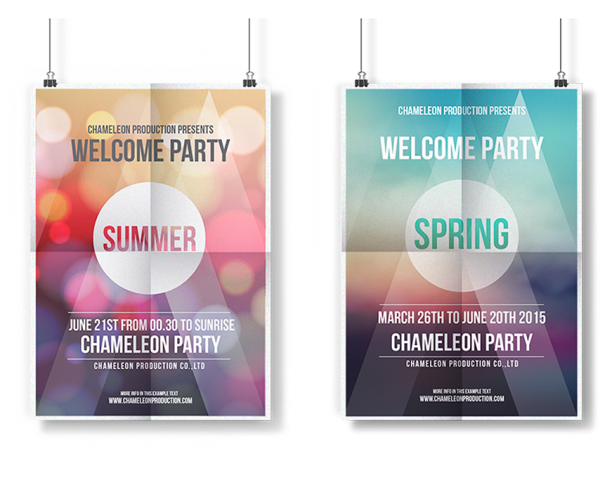 CHAMELEON PRODUCTION PRESENTS
WELCOME PARTY
SUMMER
JUNE 21ST FROM 00.30 TO SUNRISE
CHAMELEON PARTY
CHAMELEON PRODUCTION CO.,LTD
MORE INFO IN THIS EXAMPLE TEXT
WWW.CHAMELEONPRODUCTION.COM
CHAMELEON PRODUCTION PRESENTS
WELCOME PARTY
SPRING
MARCH 26TH TO JUNE 20TH 2015
CHAMELEON PARTY
CHAMELEON PRODUCTION CO.,LTD
MORE INFO IN THIS EXAMPLE TEXT
WWW.CHAMELEONPRODUCTION.COM